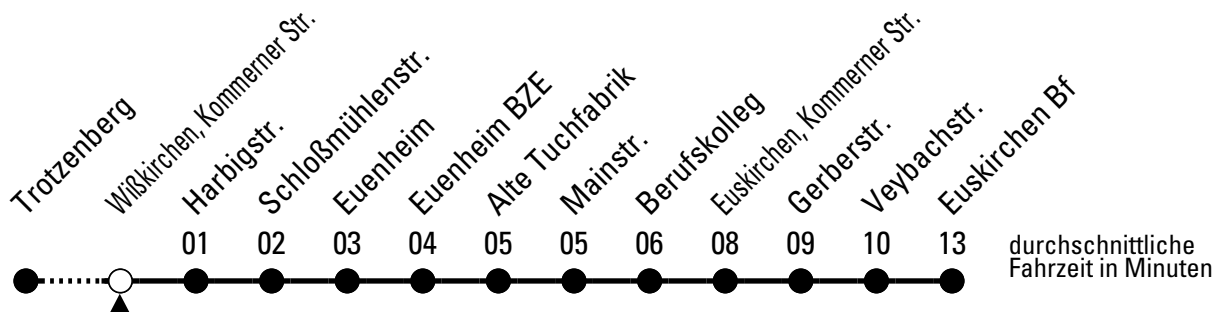 Trotzenberg
Wißkirchen, Kommerner Str.
Harbigstr.
Schloßmühlenstr.
Euenheim
Euenheim BZE
Alte Tuchfabrik
Mainstr.
Berufskolleg
Euskirchen, Kommerner Str.
Gerberstr.
Veybachstr.
Euskirchen Bf
01 02 03 04 05 05 06 08 09 10 13
durchschnittliche
Fahrzeit in Minuten